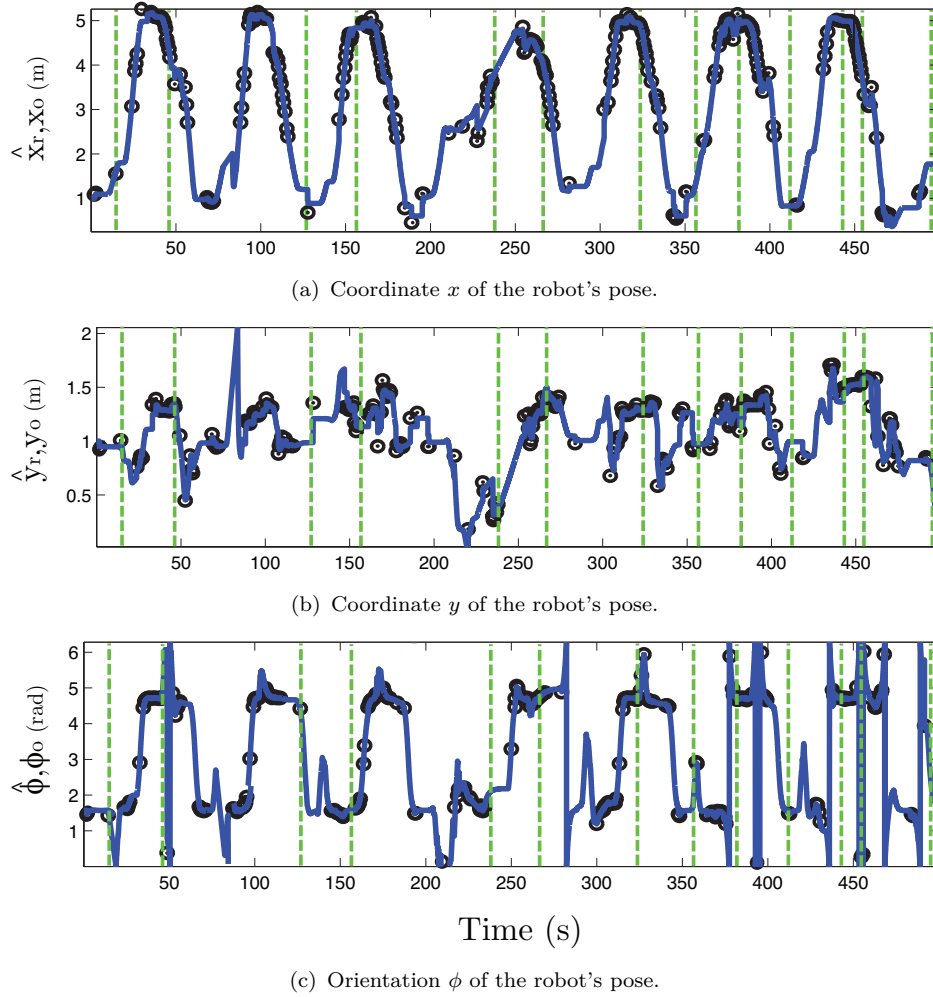 x̂r,xo (m)
5
4
3
2
1
50 100 150 200 250 300 350 400 450
(a) Coordinate x of the robot's pose.
ŷr,yo (m)
2
1.5
1
0.5
50 100 150 200 250 300 350 400 450
(b) Coordinate y of the robot's pose.
ϕ̂,ϕo (rad)
6
5
4
3
2
1
50 100 150 200 250 300 350 400 450
Time (s)
(c) Orientation ϕ of the robot's pose.